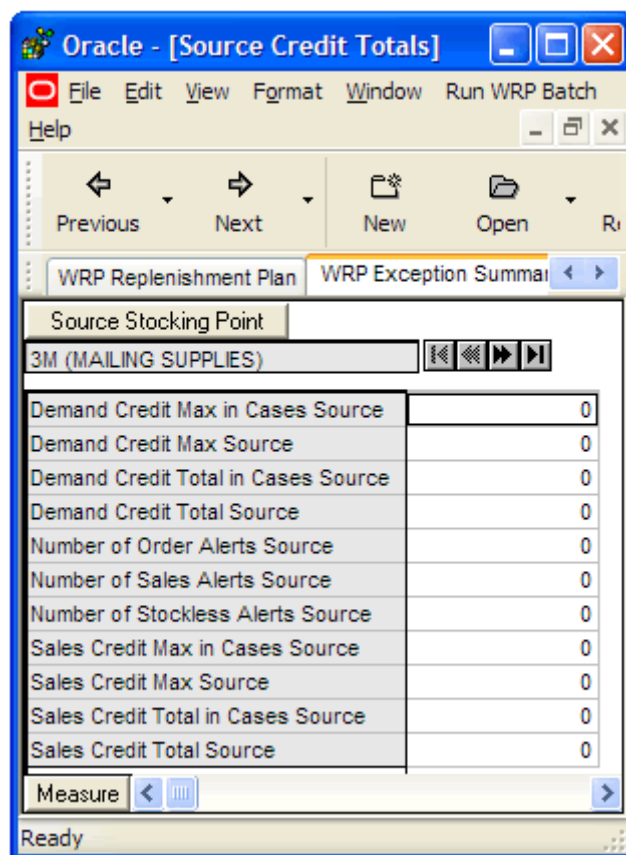 Oracle - [Source Credit Totals]
File Edit View Format Window Run WRP Batch
Help
Previous Next New Open
WRP Replenishment Plan WRP Exception Summar
Source Stocking Point
3M (MAILING SUPPLIES)
Demand Credit Max in Cases Source 0
Demand Credit Max Source 0
Demand Credit Total in Cases Source 0
Demand Credit Total Source 0
Number of Order Alerts Source 0
Number of Sales Alerts Source 0
Number of Stockless Alerts Source 0
Sales Credit Max in Cases Source 0
Sales Credit Max Source 0
Sales Credit Total in Cases Source 0
Sales Credit Total Source 0
Measure
Ready